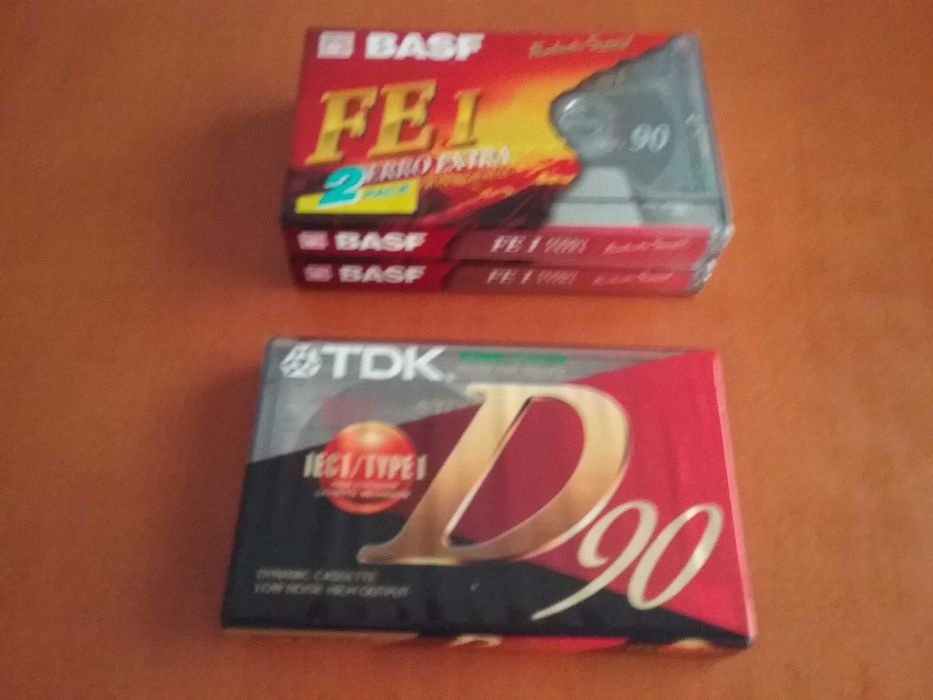 BASF
FE I
90
FERRO EXTRA
2
PACK
BASF FE I
BASF FE I
TDK
D
IEC I / TYPE I
90
DYNAMIC CASSETTE
LOW NOISE HIGH OUTPUT